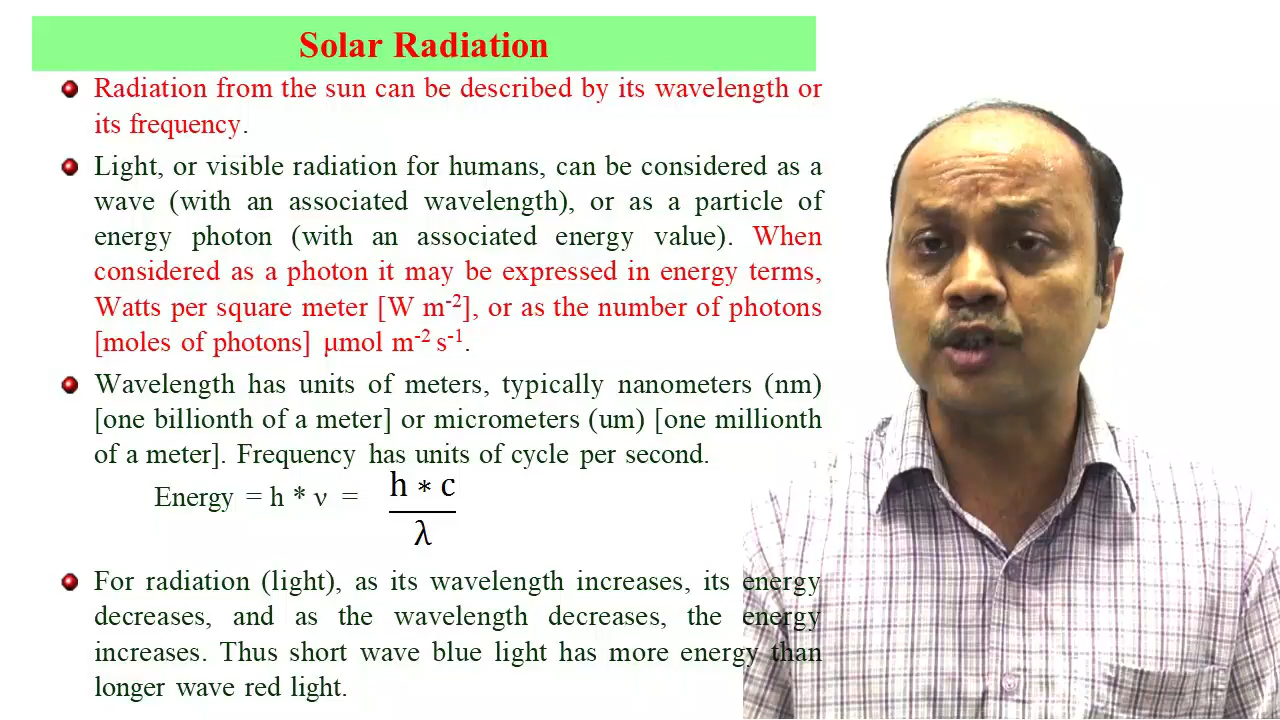 Solar Radiation
Radiation from the sun can be described by its wavelength or
its frequency.
Light, or visible radiation for humans, can be considered as a
wave (with an associated wavelength), or as a particle of
energy photon (with an associated energy value). When
considered as a photon it may be expressed in energy terms,
Watts per square meter [W m-2], or as the number of photons
[moles of photons] μmol m-2 s-1.
Wavelength has units of meters, typically nanometers (nm)
[one billionth of a meter] or micrometers (um) [one millionth
of a meter]. Frequency has units of cycle per second.
Energy = h * ν = h * c
λ
For radiation (light), as its wavelength increases, its energy
decreases, and as the wavelength decreases, the energy
increases. Thus short wave blue light has more energy than
longer wave red light.